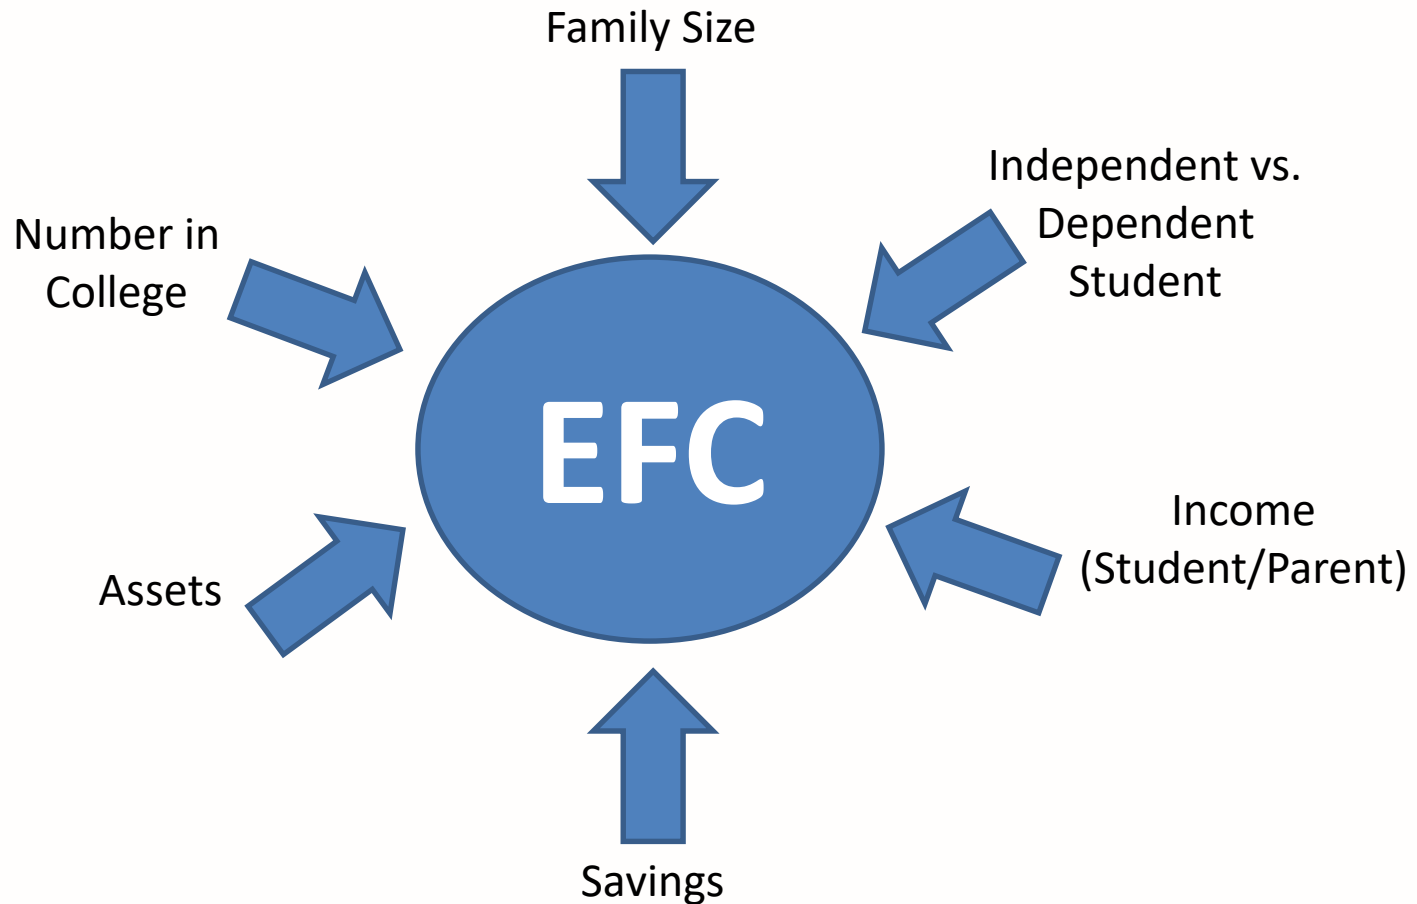 Family Size
Independent vs.
Dependent
Student
Number in
College
EFC
Income
(Student/Parent)
Assets
Savings